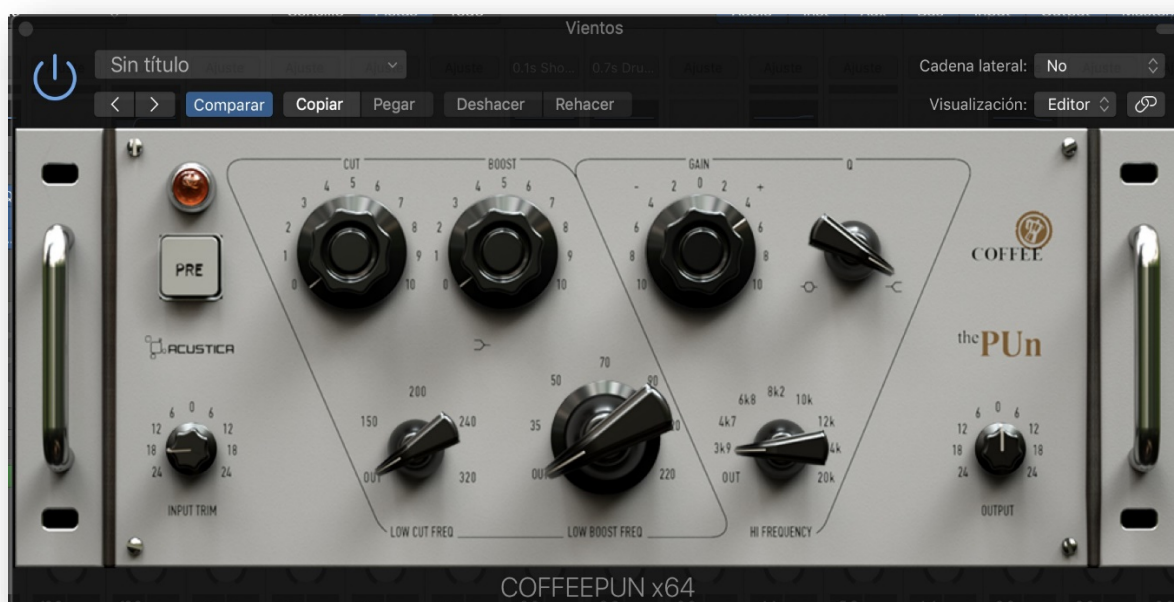 Vientos
Sin título
Cadena lateral: No
Comparar Copiar Pegar Deshacer Rehacer
Visualización: Editor
CUT BOOST GAIN Q
0 1 2 3 4 5 6 7 8 9 10
0 1 2 3 4 5 6 7 8 9 10
10 8 6 4 - 2 0 2 + 4 6 8 10
PRE
COFFEE
ACUSTICA
the PUn
24 18 12 6 0 6 12 18 24
INPUT TRIM
OUT 150 200 240 320
LOW CUT FREQ
OUT 35 50 70 90 220
LOW BOOST FREQ
OUT 3k9 4k7 6k8 8k2 10k 12k 20k
HI FREQUENCY
24 18 12 6 0 6 12 18 24
OUTPUT
COFFEEPUN x64